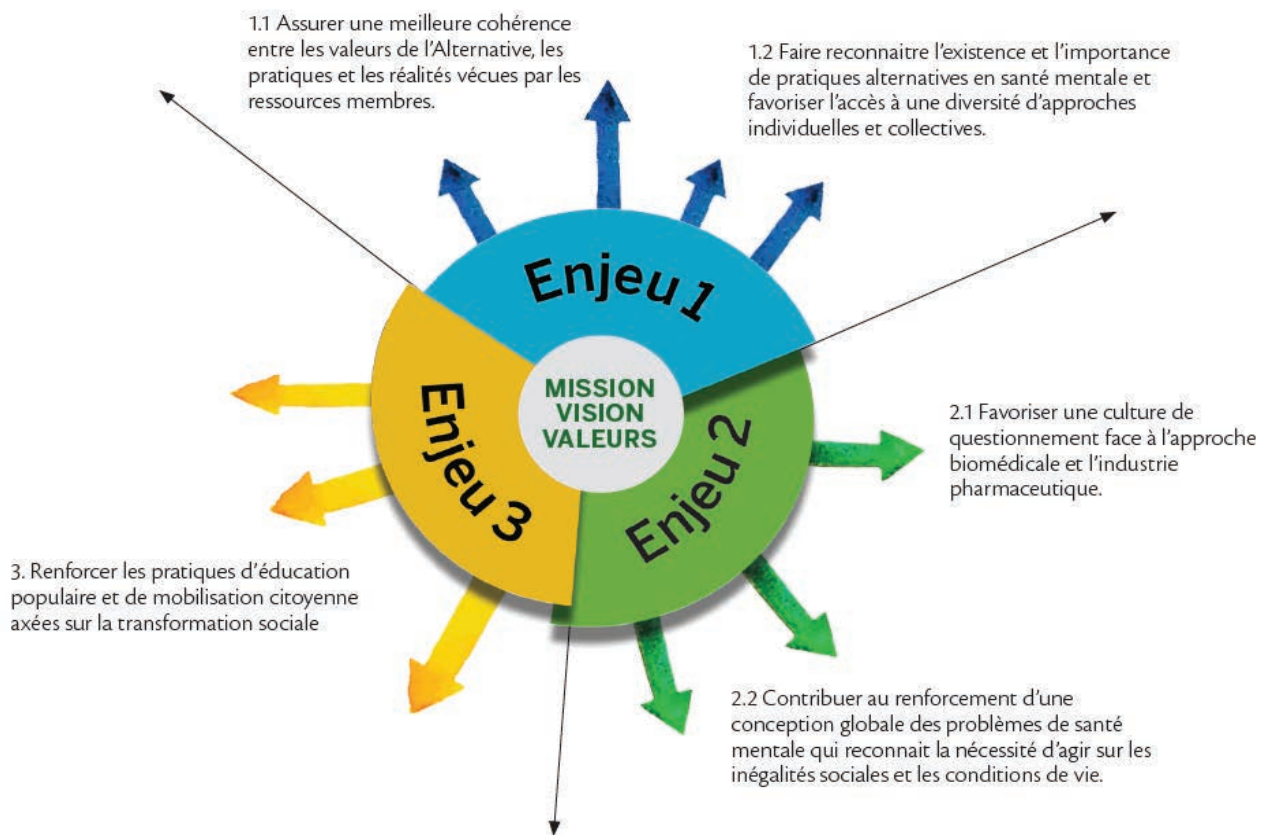 1.1 Assurer une meilleure cohérence
entre les valeurs de l'Alternative, les
pratiques et les réalités vécues par les
ressources membres.
1.2 Faire reconnaitre l'existence et l'importance
de pratiques alternatives en santé mentale et
favoriser l'accès à une diversité d'approches
individuelles et collectives.
Enjeu 1
MISSION
VISION
VALEURS
Enjeu 3
Enjeu 2
2.1 Favoriser une culture de
questionnement face à l'approche
biomédicale et l'industrie
pharmaceutique.
3. Renforcer les pratiques d'éducation
populaire et de mobilisation citoyenne
axées sur la transformation sociale
2.2 Contribuer au renforcement d'une
conception globale des problèmes de santé
mentale qui reconnait la nécessité d'agir sur les
inégalités sociales et les conditions de vie.